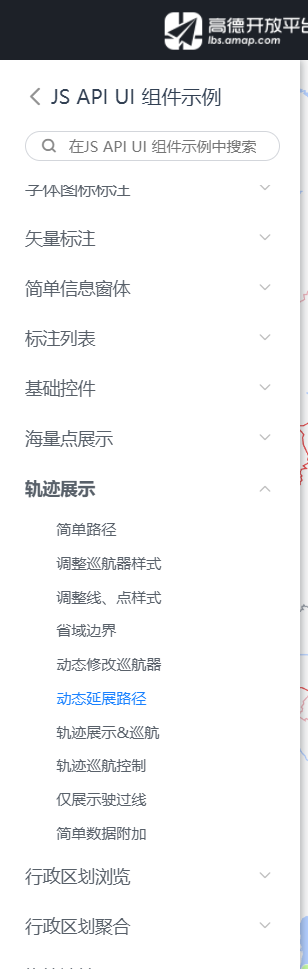 高德开放平台
lbs.amap.com
JS API UI 组件示例
在JS API UI 组件示例中搜索
字体图标标注
矢量标注
简单信息窗体
标注列表
基础控件
海量点展示
轨迹展示
简单路径
调整巡航器样式
调整线、点样式
省域边界
动态修改巡航器
动态延展路径
轨迹展示&巡航
轨迹巡航控制
仅展示驶过线
简单数据附加
行政区划浏览
行政区划聚合